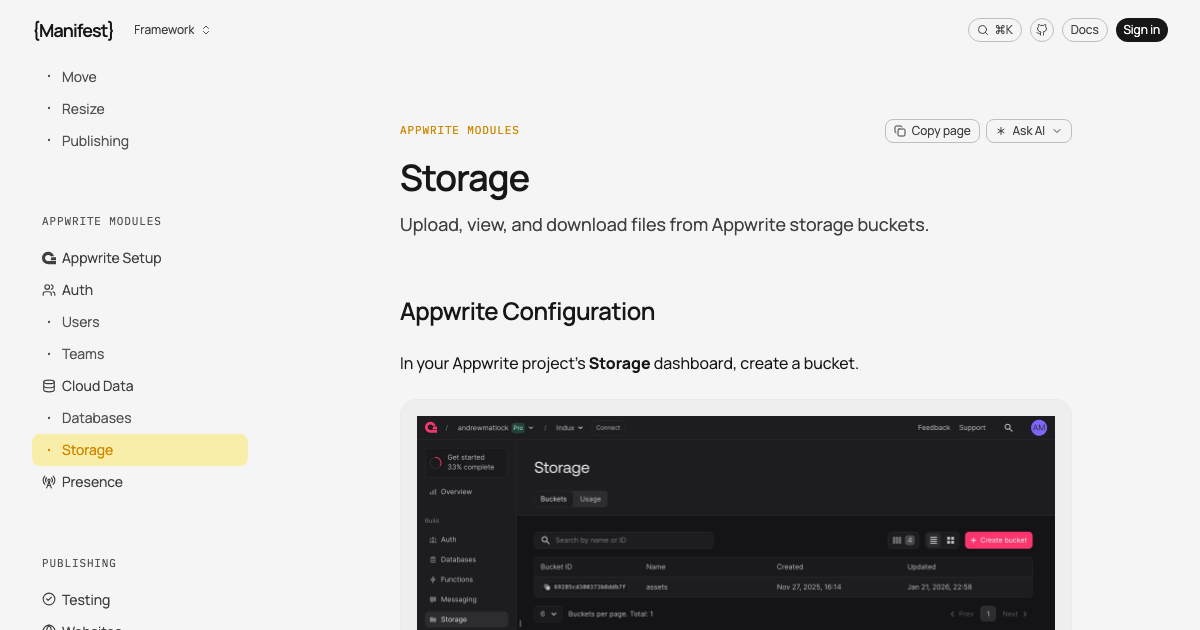 {Manifest}
Framework
⌘K
Docs
Sign in
Move
Resize
Publishing
APPWRITE MODULES
Appwrite Setup
Auth
Users
Teams
Cloud Data
Databases
Storage
Presence
PUBLISHING
Testing
Websites
APPWRITE MODULES
Copy page
Ask AI
Storage
Upload, view, and download files from Appwrite storage buckets.
Appwrite Configuration
In your Appwrite project's Storage dashboard, create a bucket.
/ andrewmatlock Pro / Indux Connect
Feedback Support
AM
Get started
33% complete
Overview
Build
Auth
Databases
Functions
Messaging
Storage
Storage
Buckets Usage
Search by name or ID
4
+ Create bucket
Bucket ID Name Created Updated
assets Nov 27, 2025, 16:14 Jan 21, 2026, 22:58
6 Buckets per page. Total: 1
Prev 1 Next